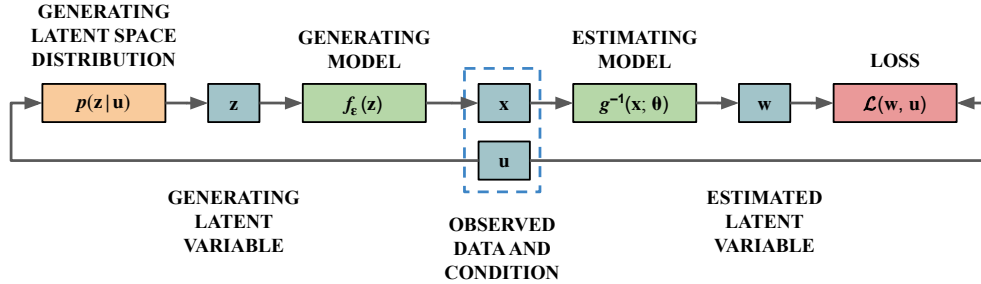 GENERATING
LATENT SPACE
DISTRIBUTION
GENERATING
MODEL
ESTIMATING
MODEL
LOSS
p(z|u)
z
fε(z)
x
g⁻¹(x; θ)
w
ℒ(w, u)
u
GENERATING
LATENT
VARIABLE
OBSERVED
DATA AND
CONDITION
ESTIMATED
LATENT
VARIABLE